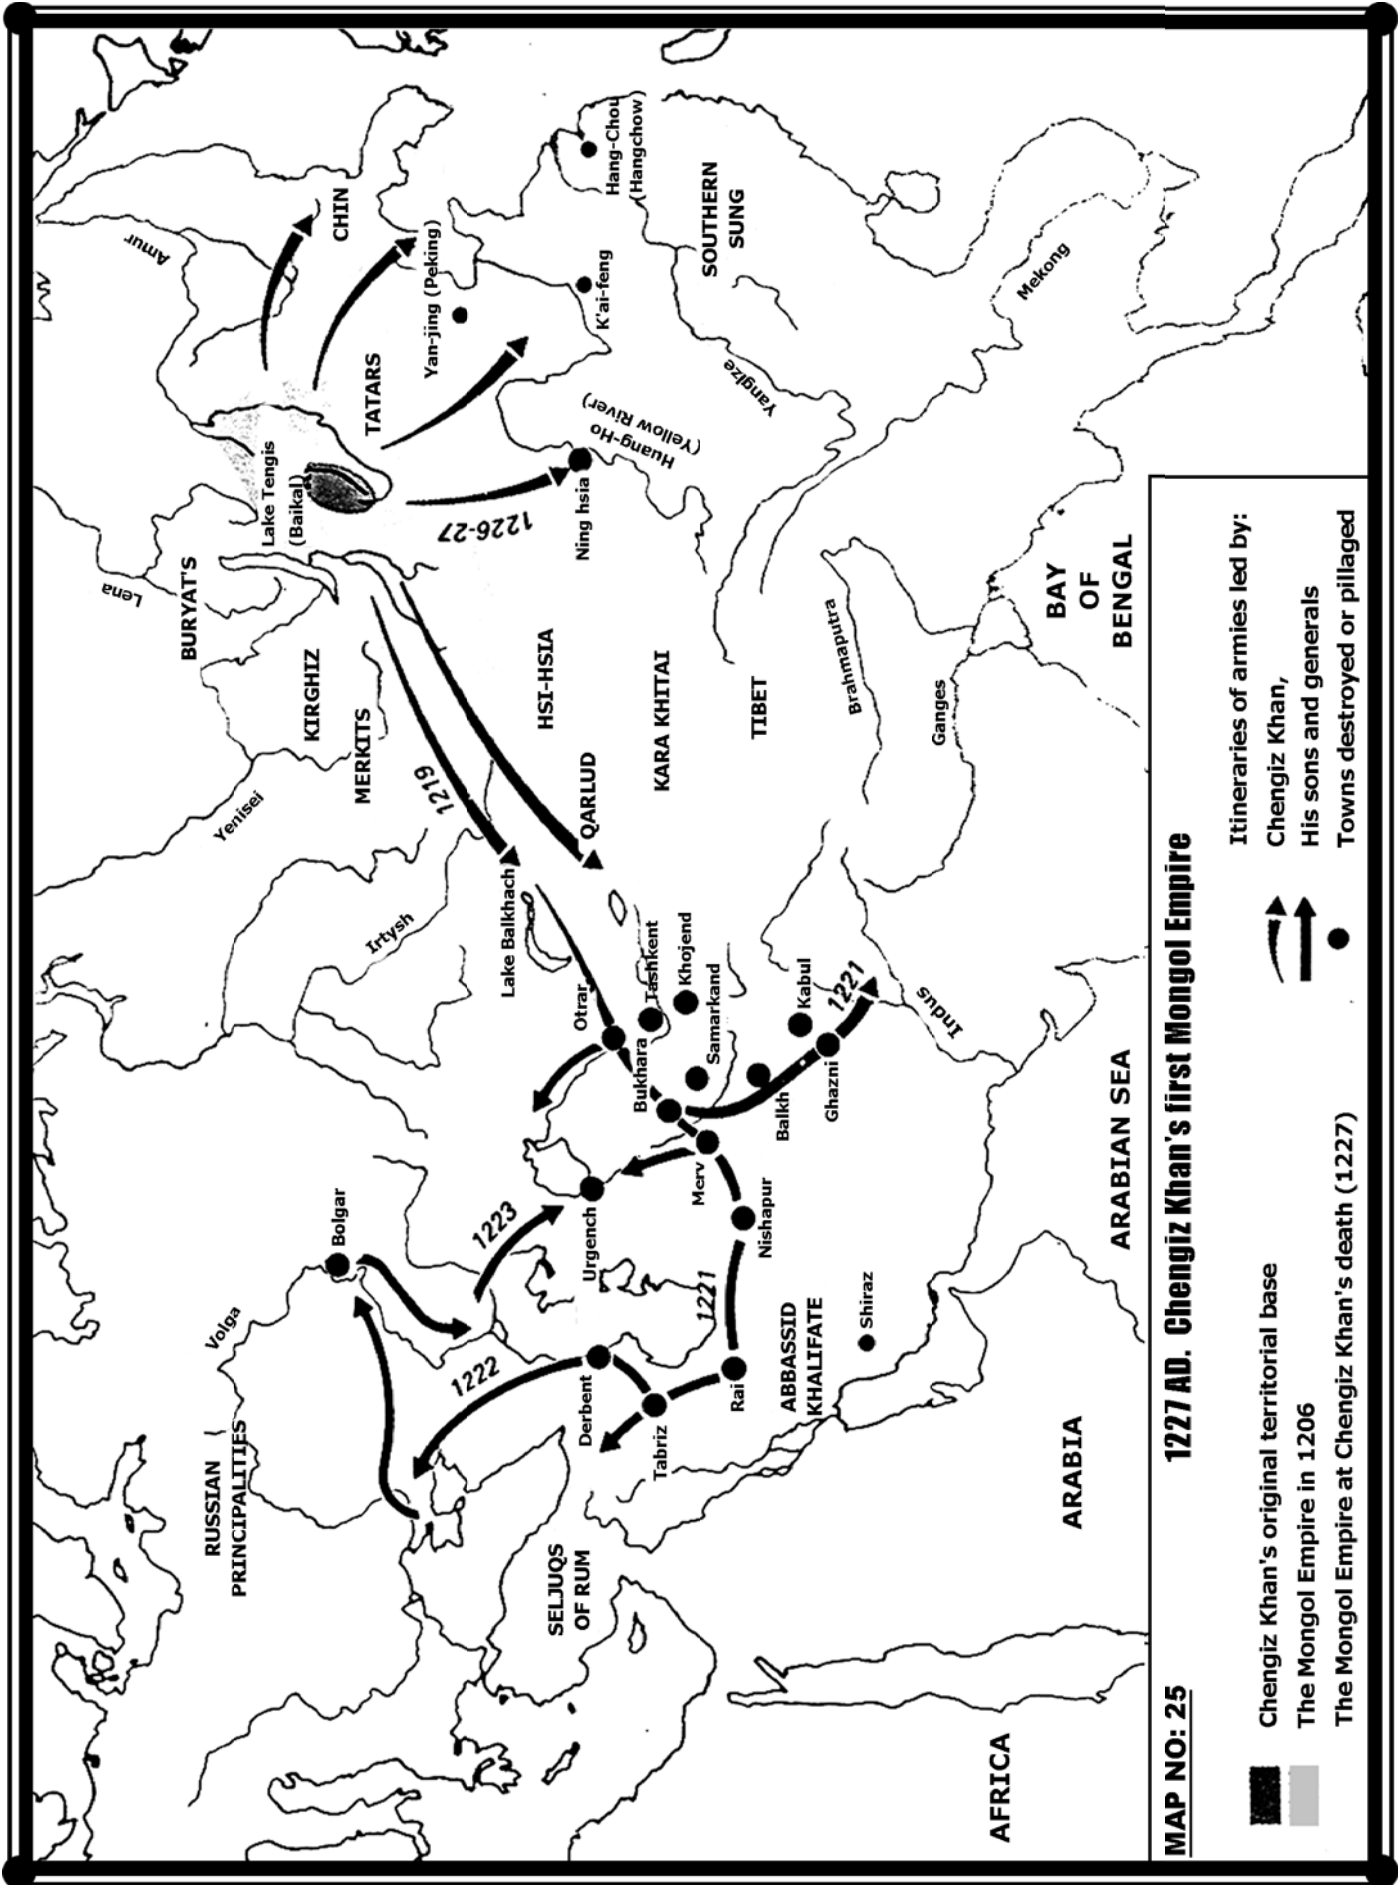 Amur
CHIN
Hang-Chou
(Hangchow)
Yan-jing (Peking)
K'ai-feng
SOUTHERN
SUNG
TATARS
Mekong
Yangtze
Huang-Ho
(Yellow River)
Lake Tengis
(Baikal)
Ning hsia
1226-27
Lena
BURYAT'S
KIRGHIZ
MERKITS
HSI-HSIA
KARA KHITAI
TIBET
Brahmaputra
Ganges
BAY
OF
BENGAL
Yenisei
1219
QARLUD
Irtysh
Lake Balkhach
Otrar
Tashkent
Khojend
Samarkand
Bukhara
Kabul
1221
Indus
Balkh
Ghazni
Merv
Nishapur
Urgench
1223
Bolgar
Volga
1222
1221
Derbent
Tabriz
Rai
ABBASSID
KHALIFATE
Shiraz
ARABIAN SEA
RUSSIAN
PRINCIPALITIES
SELJUQS
OF RUM
ARABIA
AFRICA
MAP NO: 25
1227 AD. Chengiz Khan's first Mongol Empire
Chengiz Khan's original territorial base
The Mongol Empire in 1206
The Mongol Empire at Chengiz Khan's death (1227)
Itineraries of armies led by:
Chengiz Khan,
His sons and generals
Towns destroyed or pillaged